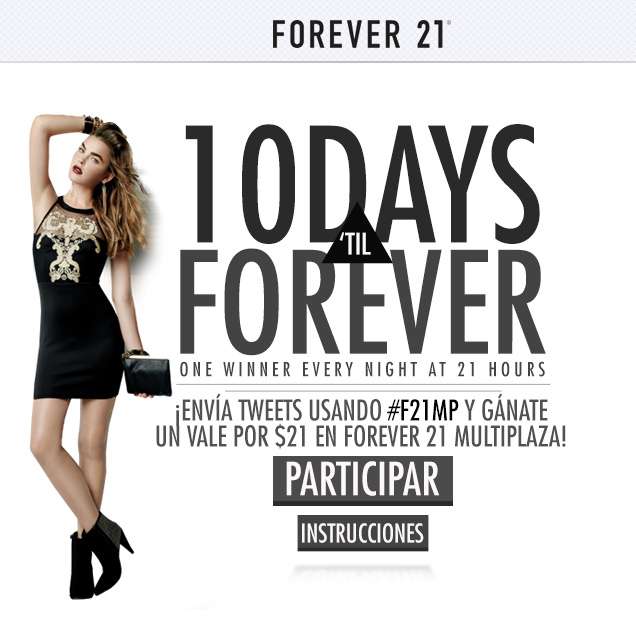 FOREVER 21®
10DAYS
'TIL
FOREVER
ONE WINNER EVERY NIGHT AT 21 HOURS
¡ENVÍA TWEETS USANDO #F21MP Y GÁNATE
UN VALE POR $21 EN FOREVER 21 MULTIPLAZA!
PARTICIPAR
INSTRUCCIONES